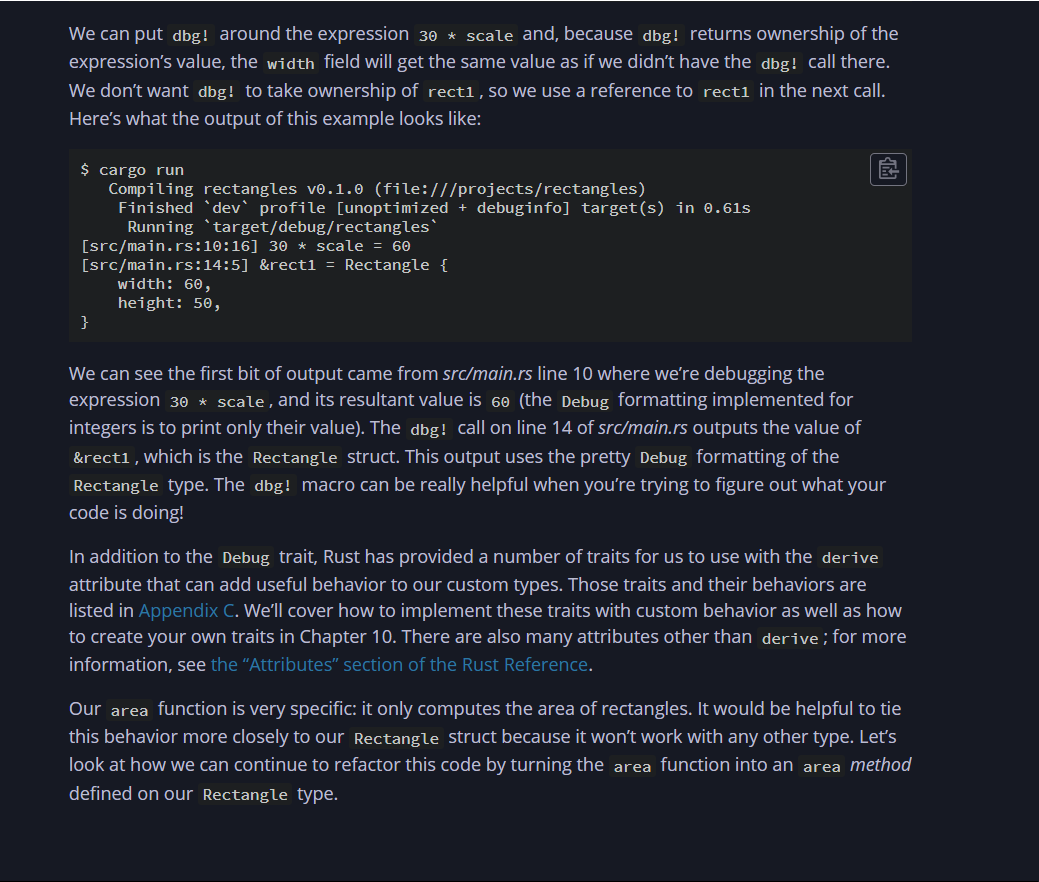 We can put dbg! around the expression 30 * scale and, because dbg! returns ownership of the
expression’s value, the width field will get the same value as if we didn’t have the dbg! call there.
We don’t want dbg! to take ownership of rect1, so we use a reference to rect1 in the next call.
Here’s what the output of this example looks like:
$ cargo run
   Compiling rectangles v0.1.0 (file:///projects/rectangles)
    Finished `dev` profile [unoptimized + debuginfo] target(s) in 0.61s
     Running `target/debug/rectangles`
[src/main.rs:10:16] 30 * scale = 60
[src/main.rs:14:5] &rect1 = Rectangle {
    width: 60,
    height: 50,
}
We can see the first bit of output came from src/main.rs line 10 where we’re debugging the
expression 30 * scale, and its resultant value is 60 (the Debug formatting implemented for
integers is to print only their value). The dbg! call on line 14 of src/main.rs outputs the value of
&rect1, which is the Rectangle struct. This output uses the pretty Debug formatting of the
Rectangle type. The dbg! macro can be really helpful when you’re trying to figure out what your
code is doing!
In addition to the Debug trait, Rust has provided a number of traits for us to use with the derive
attribute that can add useful behavior to our custom types. Those traits and their behaviors are
listed in Appendix C. We’ll cover how to implement these traits with custom behavior as well as how
to create your own traits in Chapter 10. There are also many attributes other than derive; for more
information, see the “Attributes” section of the Rust Reference.
Our area function is very specific: it only computes the area of rectangles. It would be helpful to tie
this behavior more closely to our Rectangle struct because it won’t work with any other type. Let’s
look at how we can continue to refactor this code by turning the area function into an area method
defined on our Rectangle type.